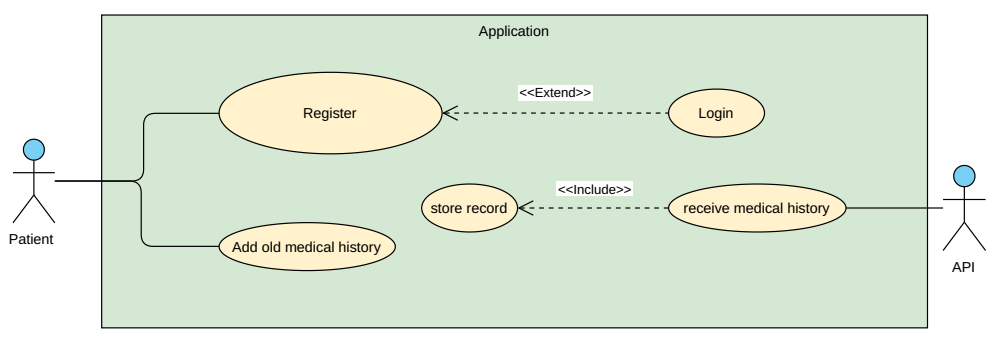 Application
<<Extend>>
Register
Login
<<Include>>
store record
receive medical history
Patient
Add old medical history
API